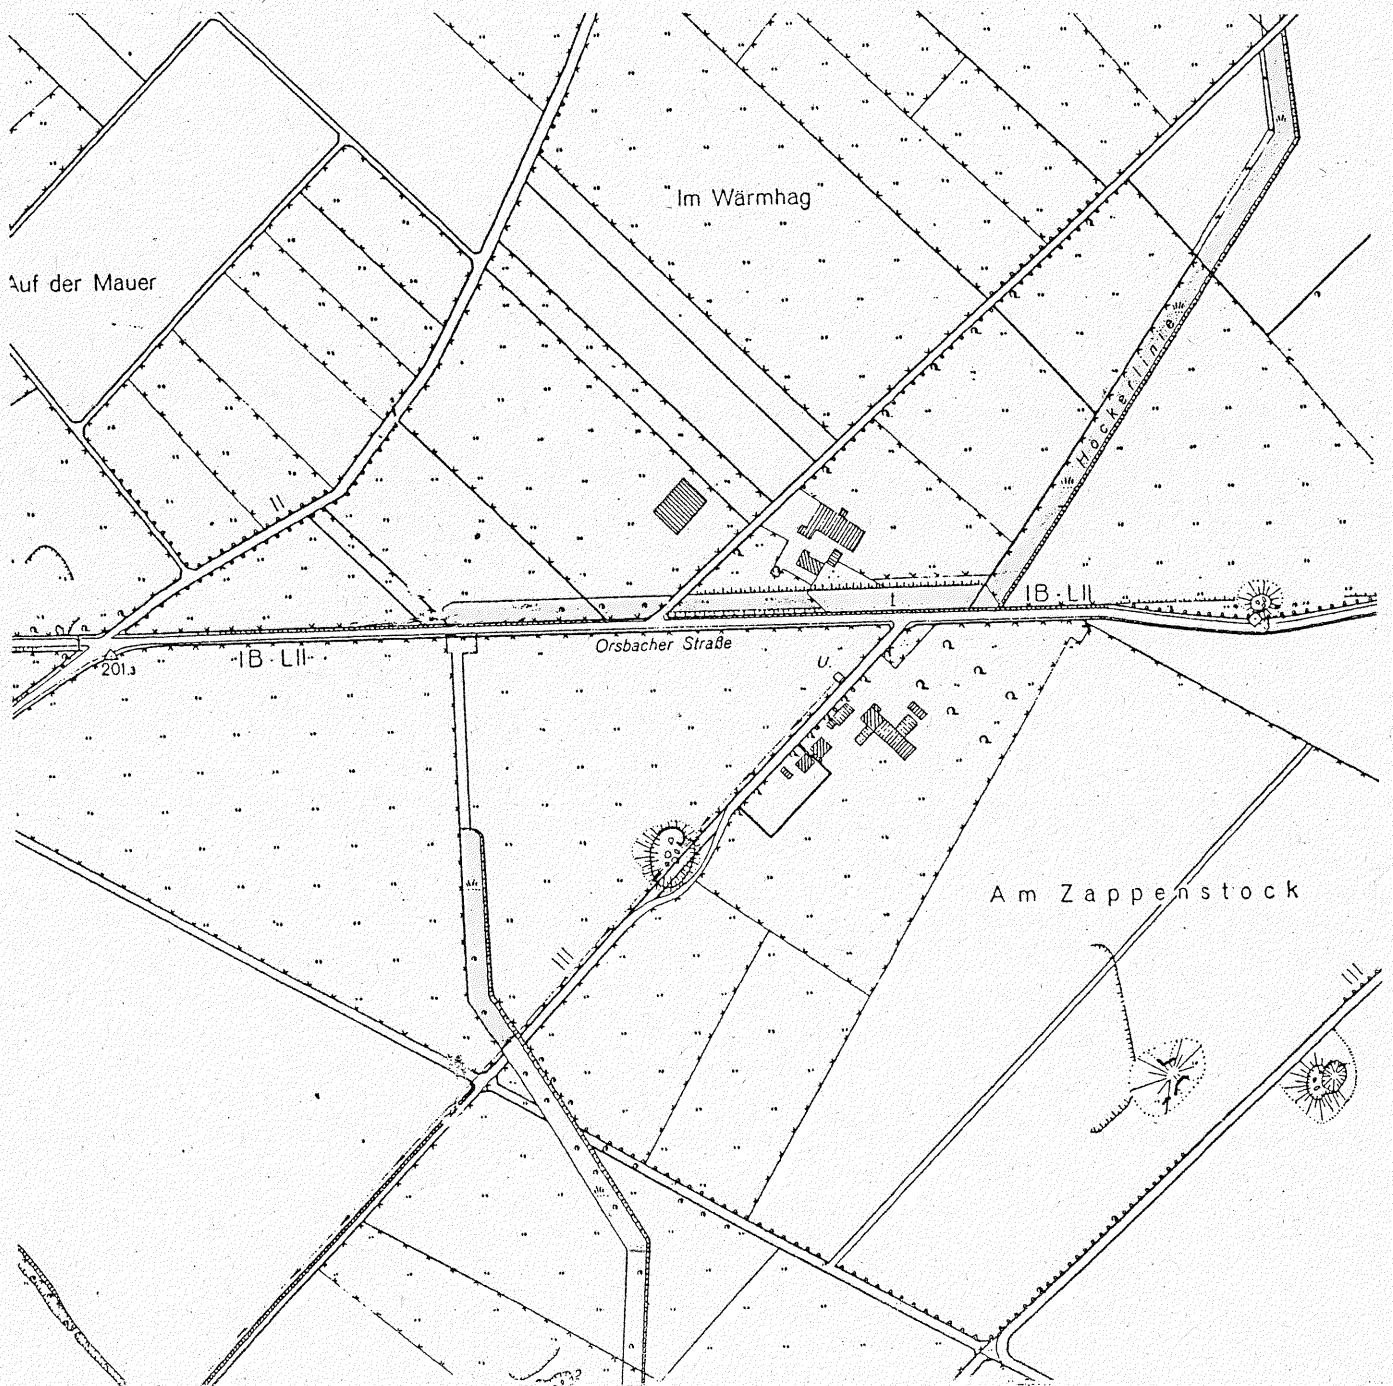 Im Wärmhag
Auf der Mauer
Höckerlinie
II
I
IB·LII
Orsbacher Straße
IB·LII
201.3
U.
Am Zappenstock
III
III